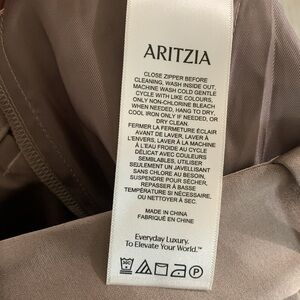 ARITZIA
CLOSE ZIPPER BEFORE
CLEANING, WASH INSIDE OUT,
MACHINE WASH COLD GENTLE
CYCLE WITH LIKE COLOURS,
ONLY NON-CHLORINE BLEACH
WHEN NEEDED, HANG TO DRY,
COOL IRON ONLY IF NEEDED, OR
DRY CLEAN.
FERMER LA FERMETURE ÉCLAIR
AVANT DE LAVER, LAVER À
L'ENVERS, LAVER À LA MACHINE
À L'EAU FROIDE AU CYCLE
DÉLICAT AVEC COULEURS
SEMBLABLES, UTILISER
SEULEMENT UN JAVELLISANT
SANS CHLORE AU BESOIN,
SUSPENDRE POUR SÉCHER,
REPASSER À BASSE
TEMPÉRATURE SI NÉCESSAIRE,
OU NETTOYER À SEC.
MADE IN CHINA
FABRIQUÉ EN CHINE
Everyday Luxury.
To Elevate Your World.™
P